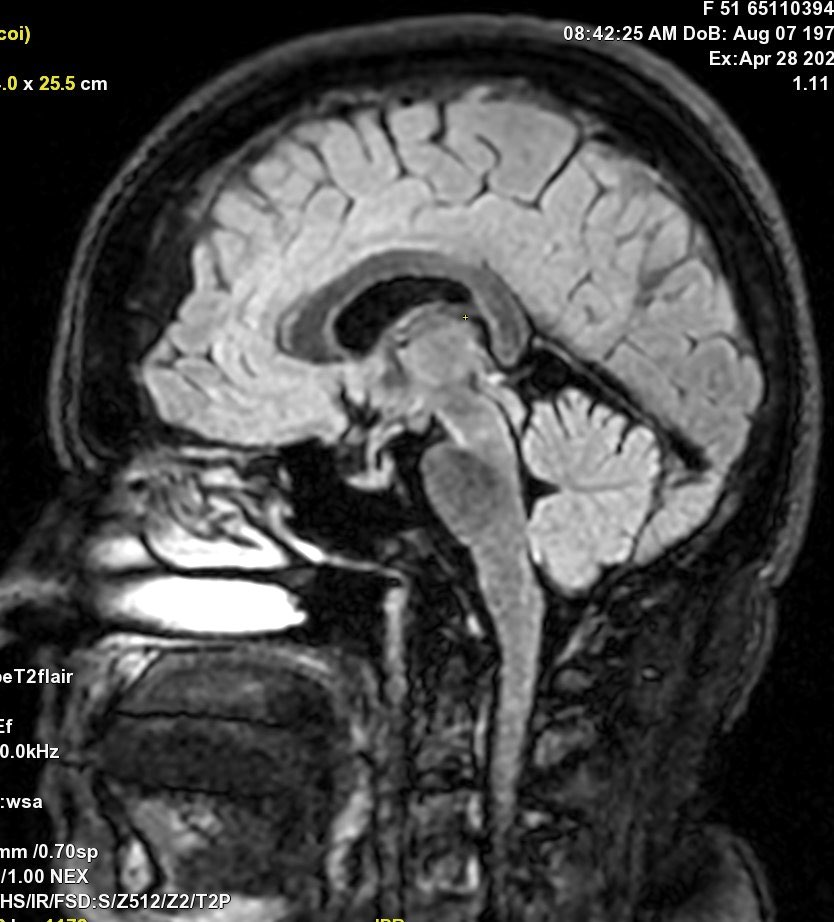 F 51 65110394
coi)
08:42:25 AM DoB: Aug 07 197
Ex:Apr 28 202
.0 x 25.5 cm
1.11
eT2flair
Ef
0.0kHz
:wsa
mm /0.70sp
/1.00 NEX
HS/IR/FSD:S/Z512/Z2/T2P